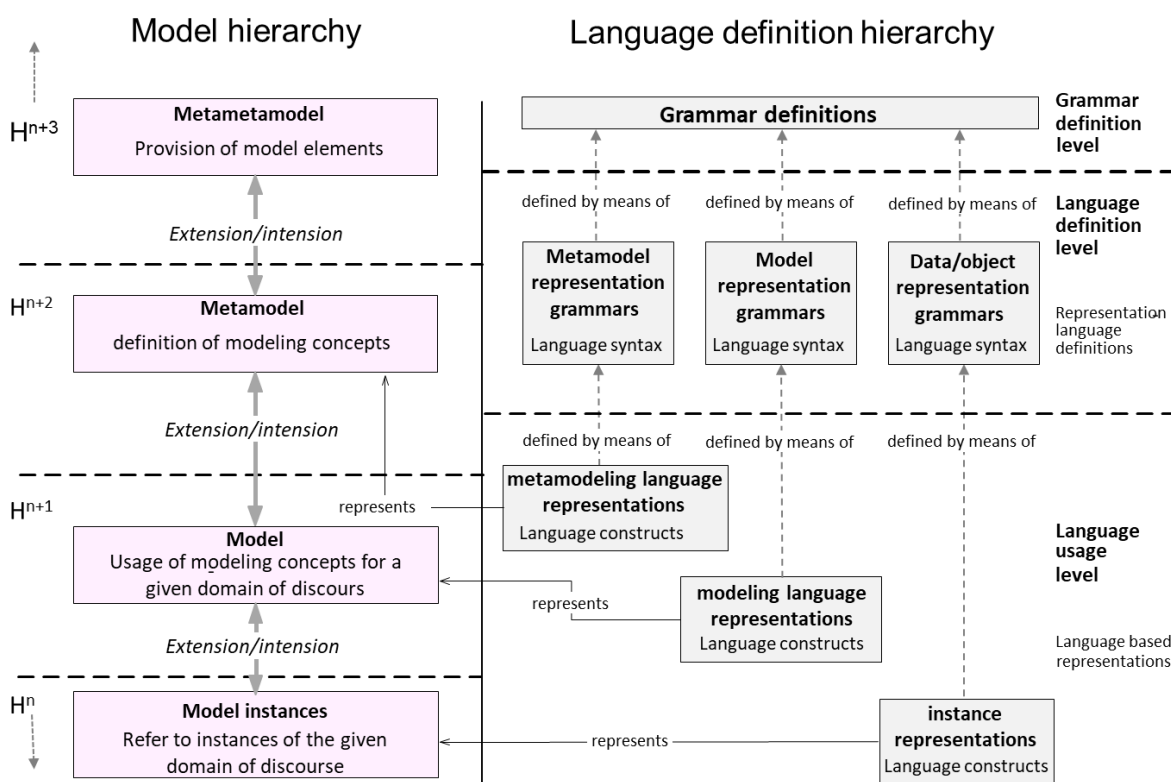 Model hierarchy
Language definition hierarchy
H^n+3
Metametamodel
Provision of model elements
Extension/intension
H^n+2
Metamodel
definition of modeling concepts
Extension/intension
H^n+1
Model
Usage of modeling concepts for a
given domain of discours
Extension/intension
H^n
Model instances
Refer to instances of the given
domain of discourse
Grammar definitions
Grammar
definition
level
defined by means of
defined by means of
defined by means of
Language
definition
level
Metamodel
representation
grammars
Language syntax
Model
representation
grammars
Language syntax
Data/object
representation
grammars
Language syntax
Representation
language
definitions
defined by means of
defined by means of
defined by means of
metamodeling language
representations
Language constructs
represents
modeling language
representations
Language constructs
represents
Language
usage
level
Language based
representations
instance
representations
Language constructs
represents